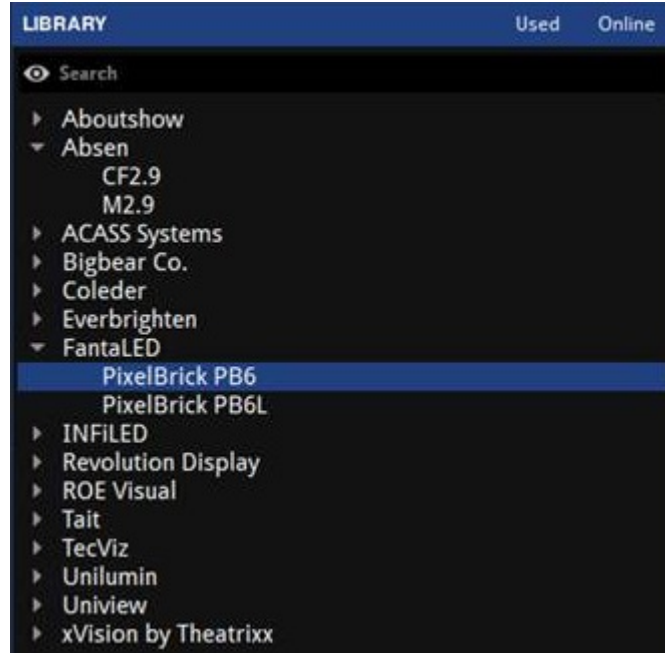 LIBRARY Used Online
Search
Aboutshow
Absen
CF2.9
M2.9
ACASS Systems
Bigbear Co.
Coleder
Everbrighten
FantaLED
PixelBrick PB6
PixelBrick PB6L
INFiLED
Revolution Display
ROE Visual
Tait
TecViz
Unilumin
Uniview
xVision by Theatrixx